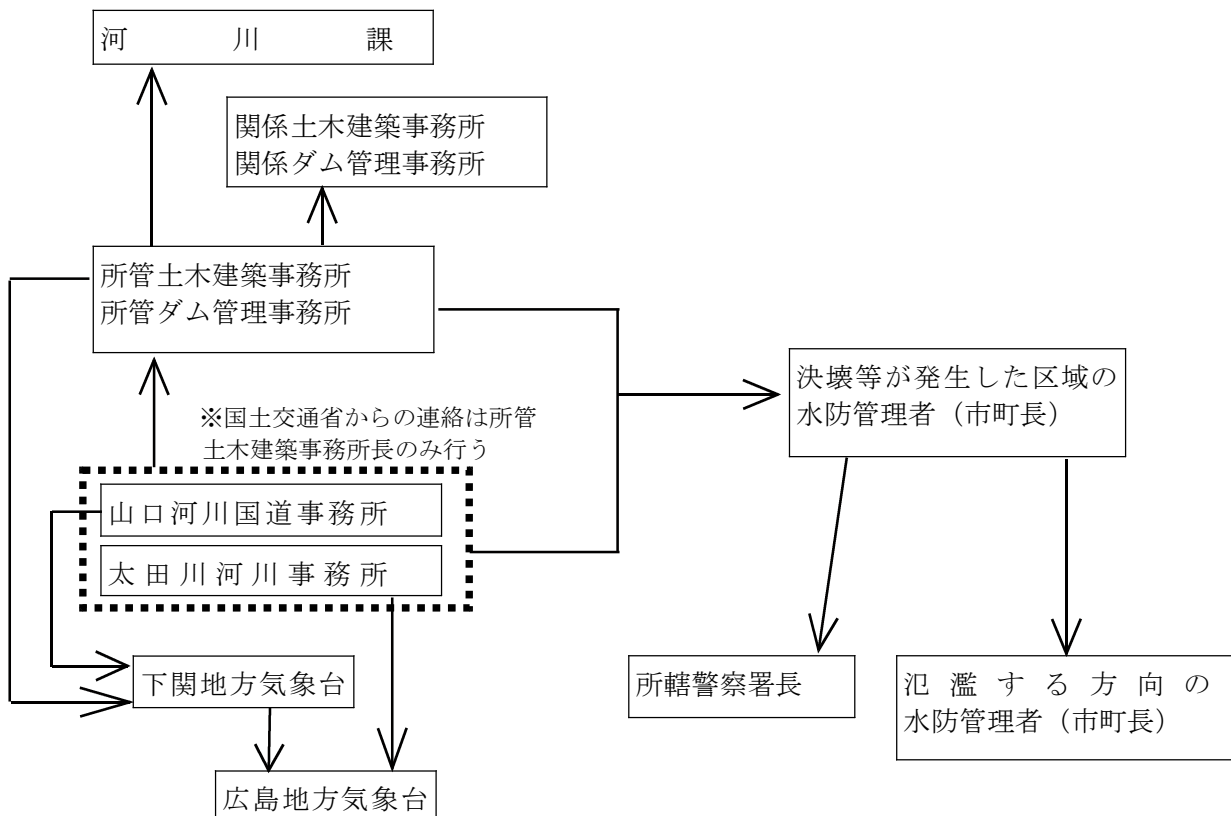 河川課
関係土木建築事務所
関係ダム管理事務所
所管土木建築事務所
所管ダム管理事務所
※国土交通省からの連絡は所管
土木建築事務所長のみ行う
決壊等が発生した区域の
水防管理者（市町長）
山口河川国道事務所
太田川河川事務所
下関地方気象台
所轄警察署長
氾濫する方向の
水防管理者（市町長）
広島地方気象台